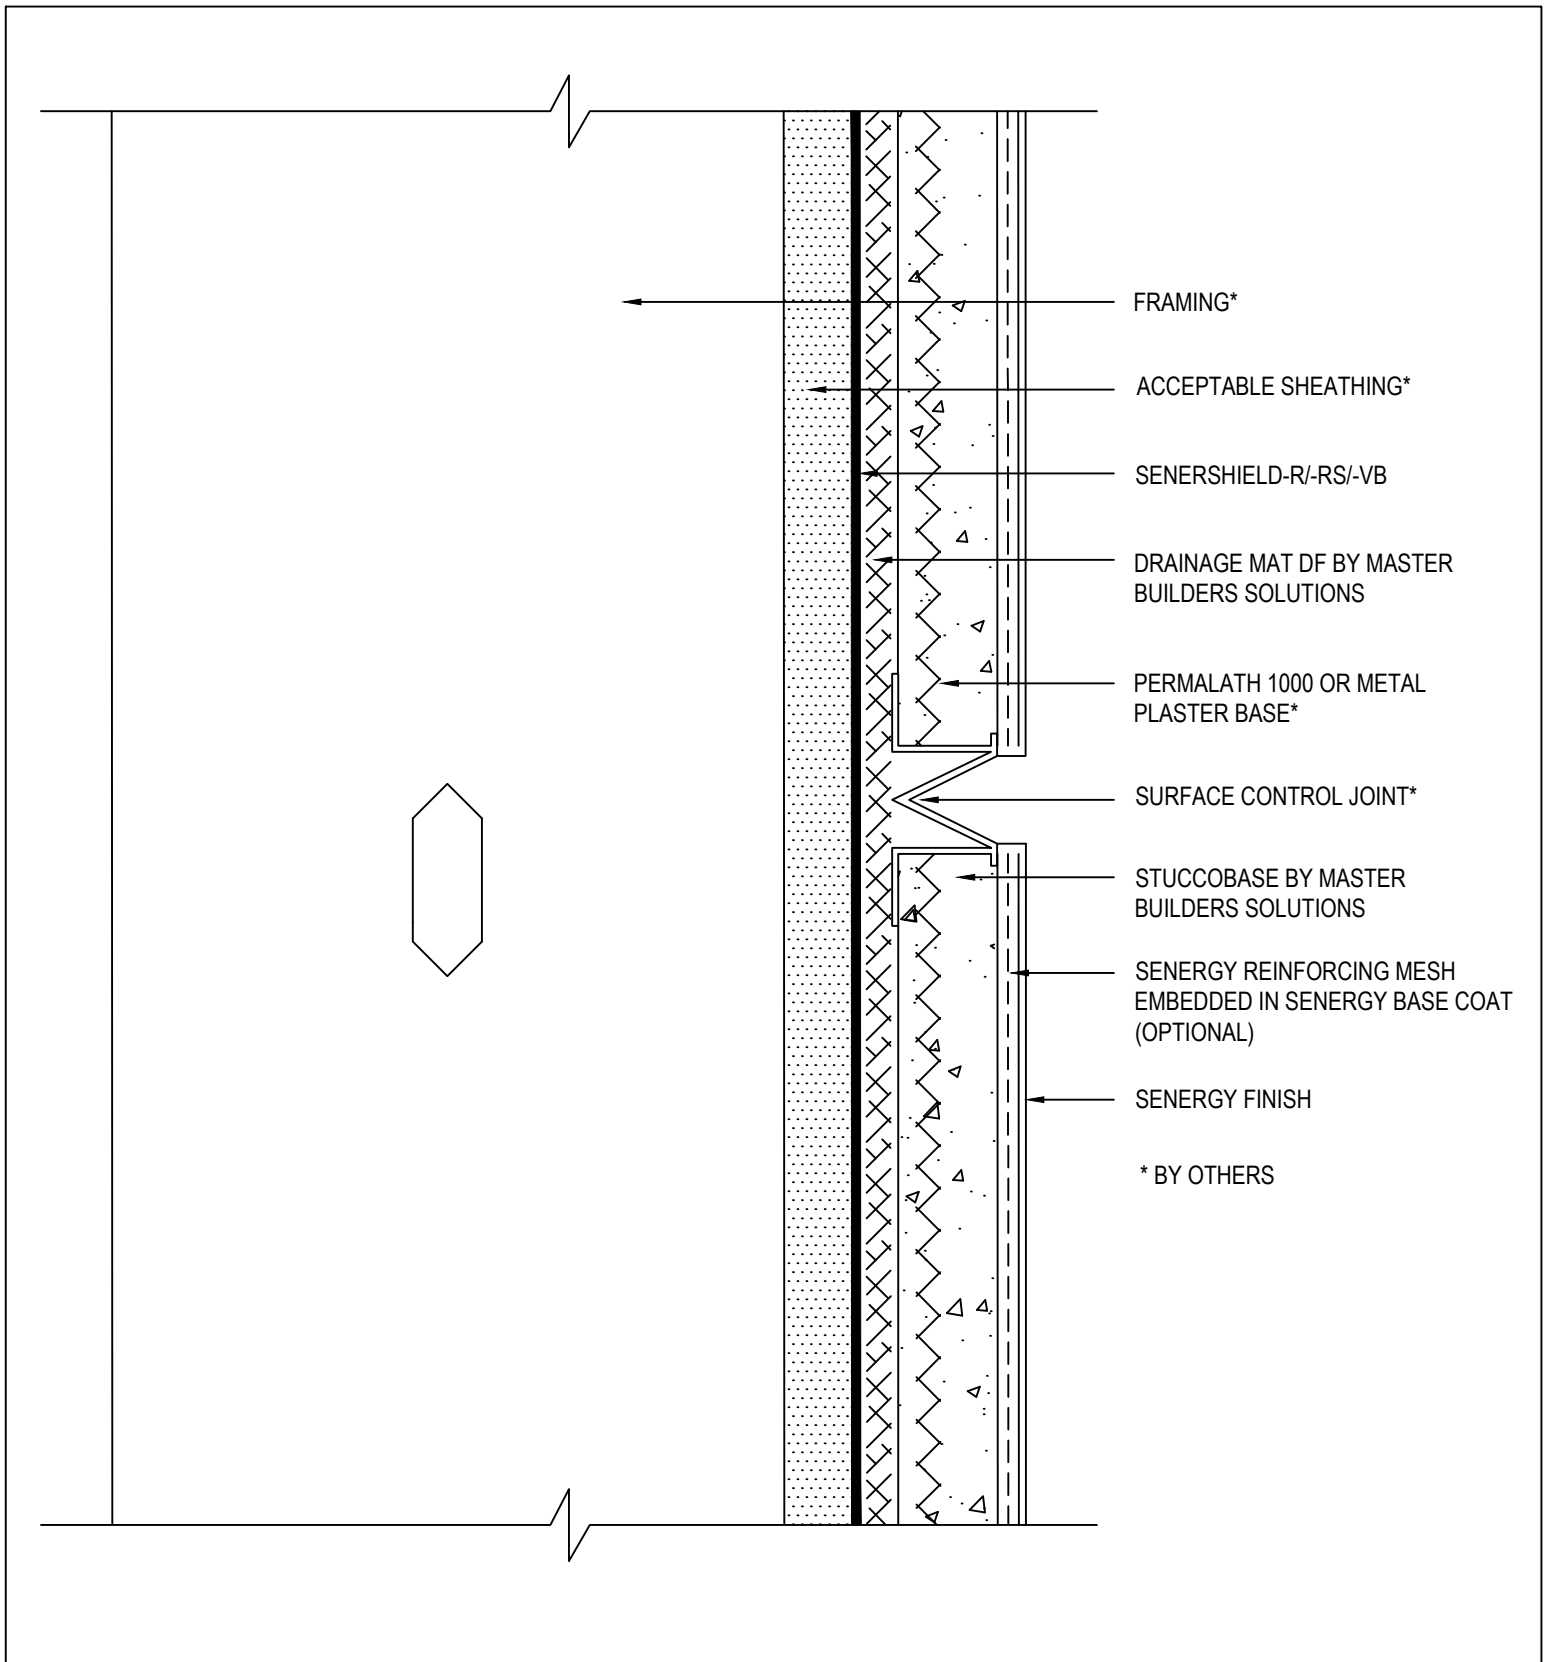 FRAMING*
ACCEPTABLE SHEATHING*
SENERSHIELD-R/-RS/-VB
DRAINAGE MAT DF BY MASTER
BUILDERS SOLUTIONS
PERMALATH 1000 OR METAL
PLASTER BASE*
SURFACE CONTROL JOINT*
STUCCOBASE BY MASTER
BUILDERS SOLUTIONS
SENERGY REINFORCING MESH
EMBEDDED IN SENERGY BASE COAT
(OPTIONAL)
SENERGY FINISH
* BY OTHERS